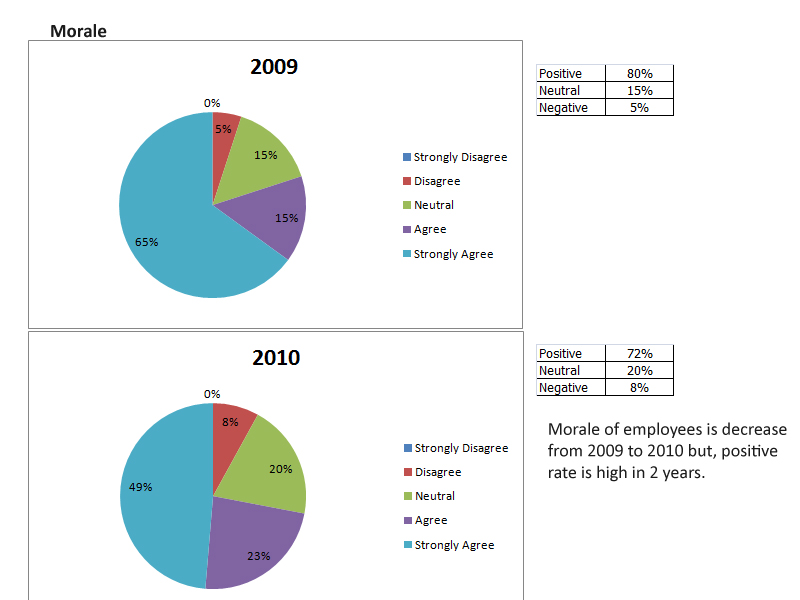 Morale
2009
0%
5%
15%
15%
65%
Strongly Disagree
Disagree
Neutral
Agree
Strongly Agree
Positive 80%
Neutral 15%
Negative 5%
2010
0%
8%
20%
23%
49%
Strongly Disagree
Disagree
Neutral
Agree
Strongly Agree
Positive 72%
Neutral 20%
Negative 8%
Morale of employees is decrease
from 2009 to 2010 but, positive
rate is high in 2 years.